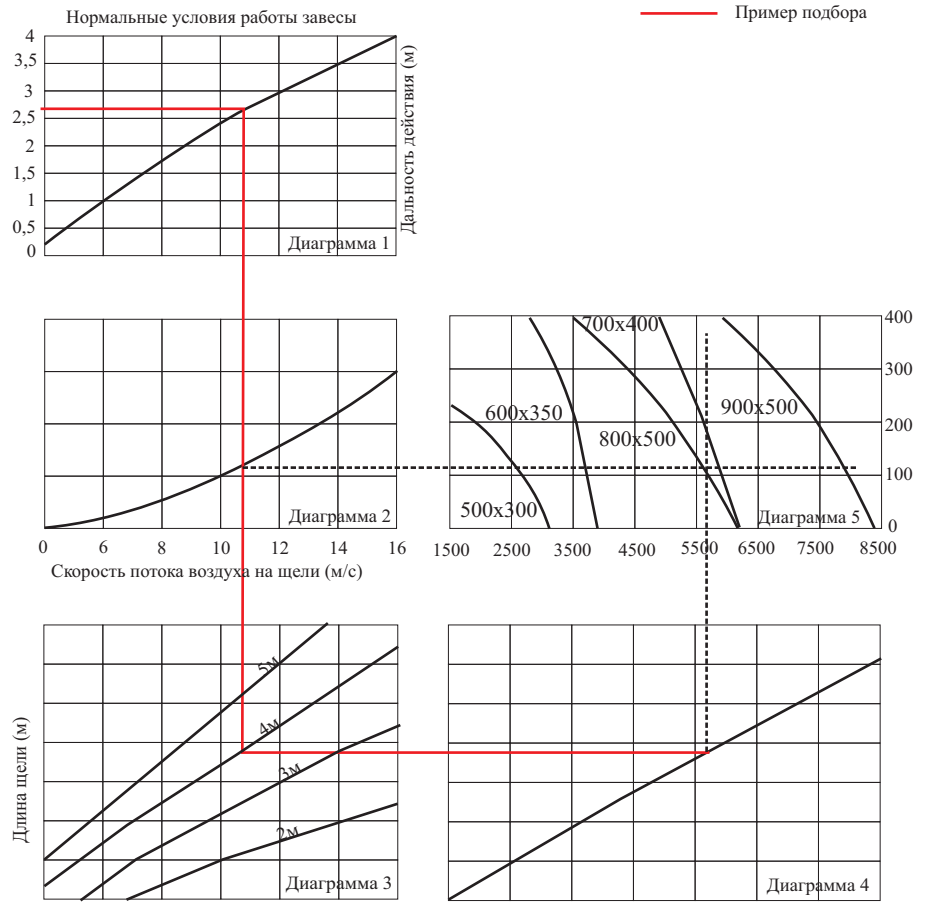 Нормальные условия работы завесы
Пример подбора
4
3,5
3
2,5
2
1,5
1
0,5
0
Дальность действия (м)
Диаграмма 1
Диаграмма 2
0 6 8 10 12 14 16
Скорость потока воздуха на щели (м/с)
700x400
600x350
900x500
800x500
500x300
Диаграмма 5
400
300
200
100
0
1500 2500 3500 4500 5500 6500 7500 8500
Длина щели (м)
5м
4м
3м
2м
Диаграмма 3
Диаграмма 4